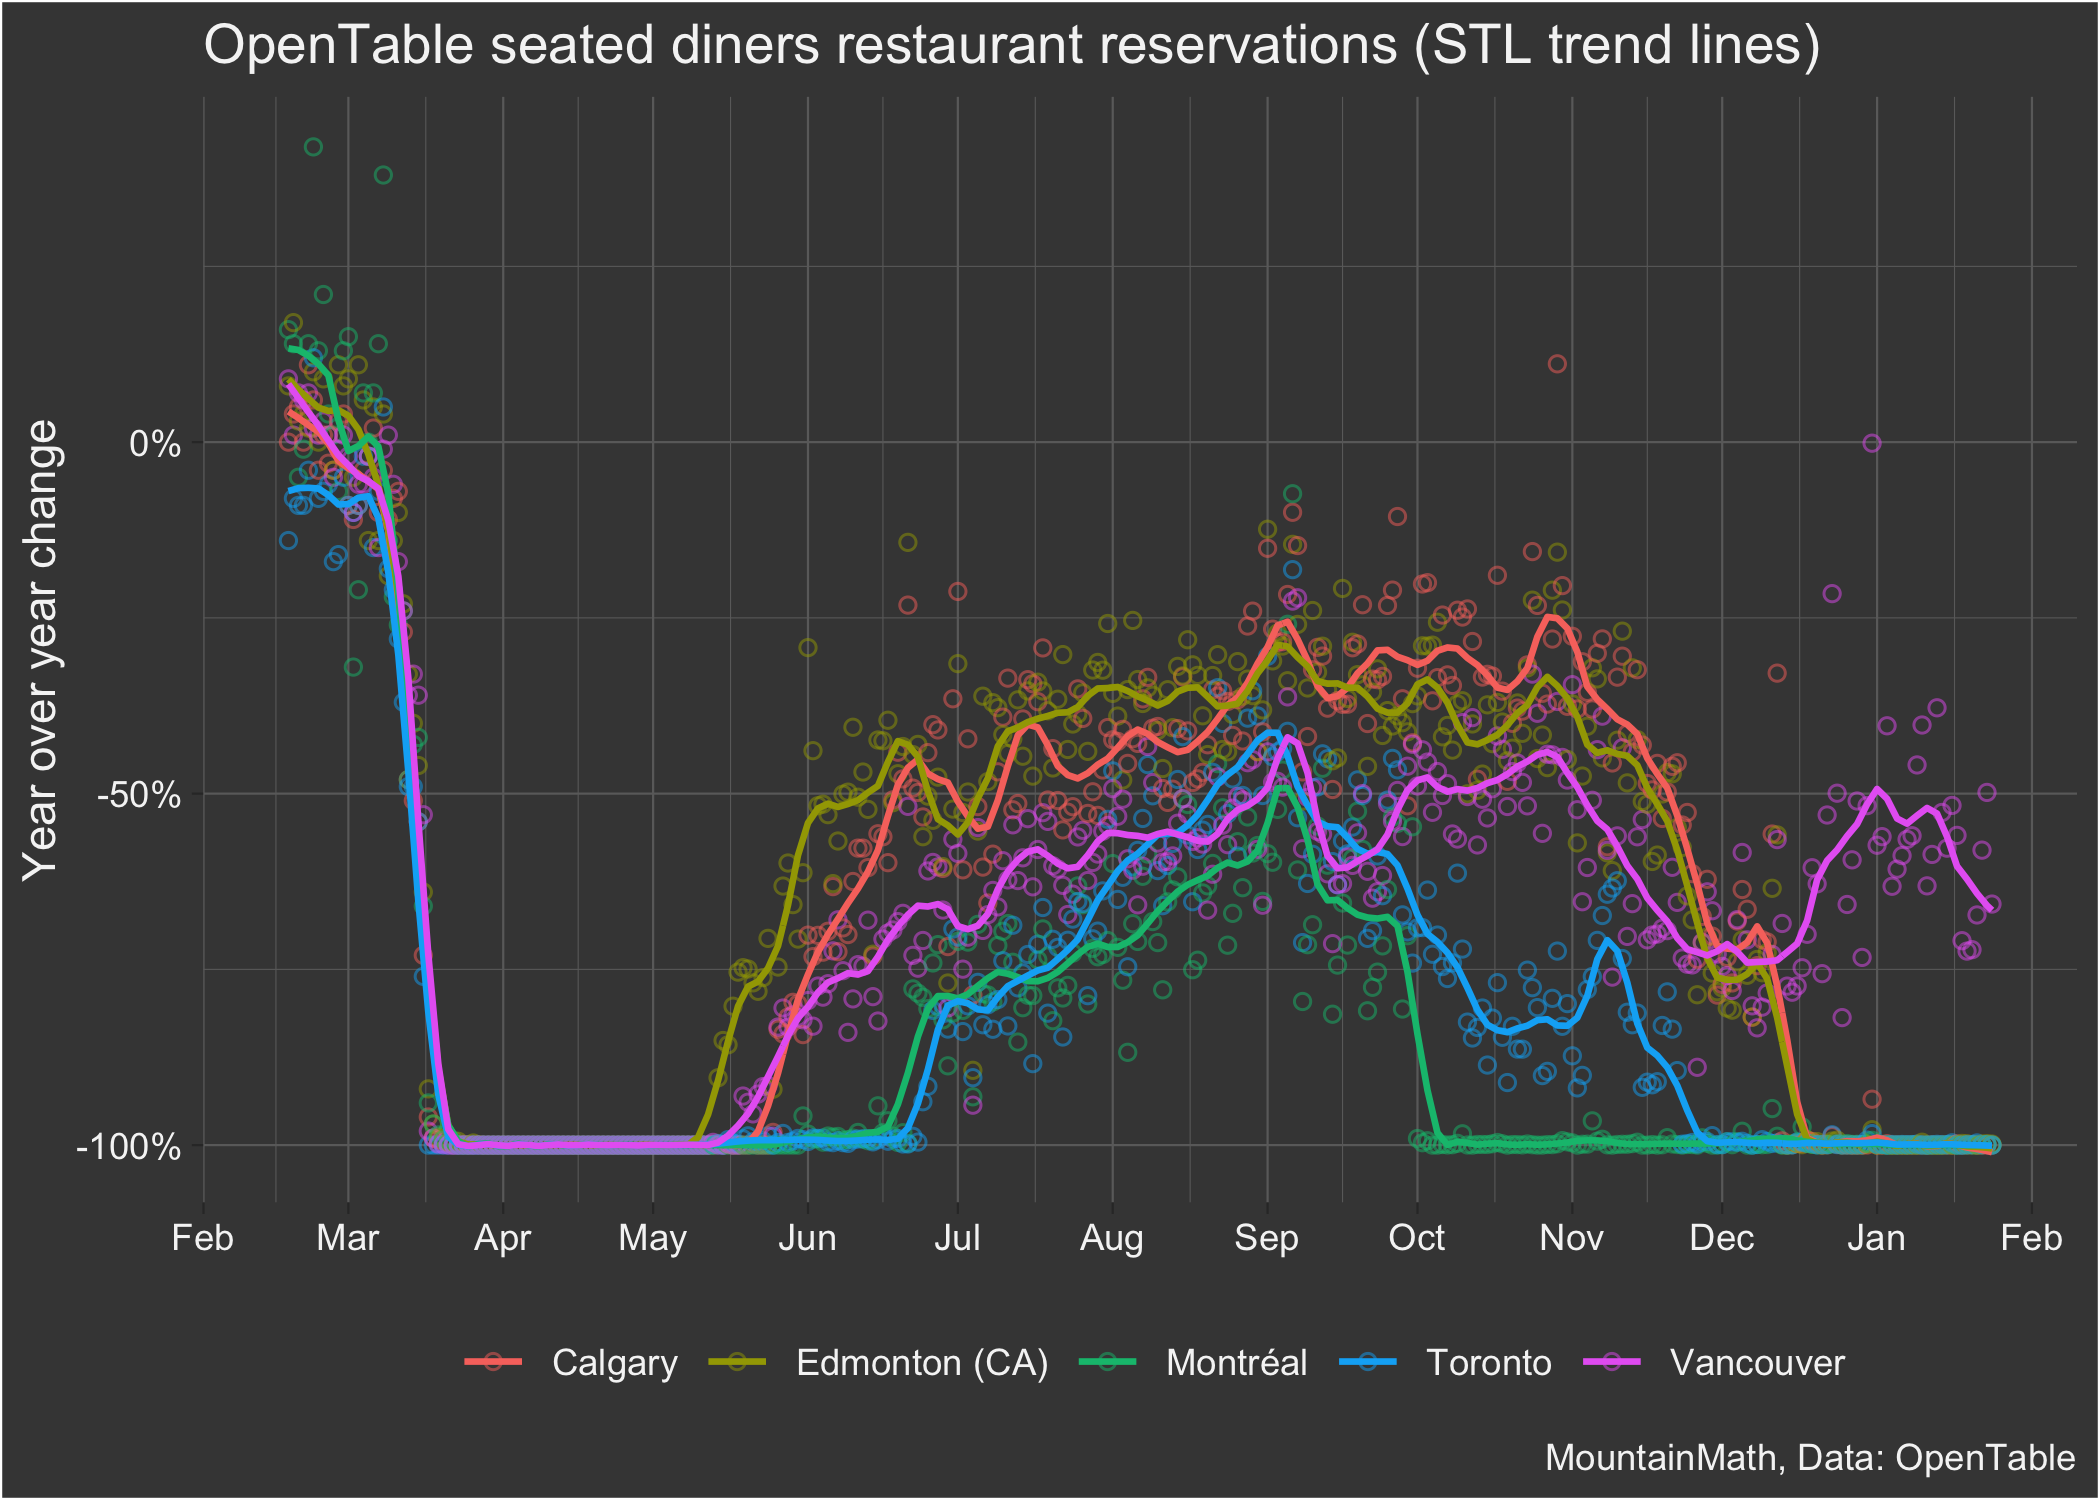 OpenTable seated diners restaurant reservations (STL trend lines)
Year over year change
0%
-50%
-100%
Feb Mar Apr May Jun Jul Aug Sep Oct Nov Dec Jan Feb
Calgary Edmonton (CA) Montréal Toronto Vancouver
MountainMath, Data: OpenTable